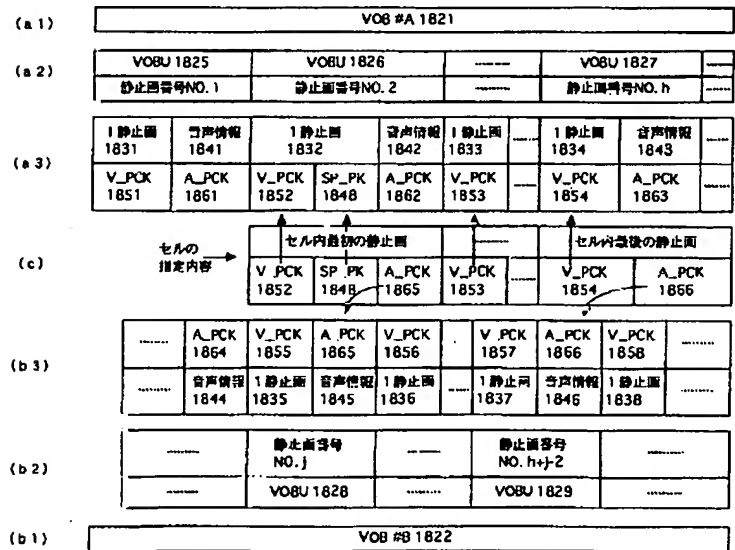 (a1) VOB #A 1821
(a2) VOBU 1825 VOBU 1826 ........ VOBU 1827 ........
静止画番号NO. 1 静止画番号NO. 2 ........ 静止画番号NO. h ........
(a3) 1静止画 音声情報 1静止画 音声情報 1静止画 ........ 1静止画 音声情報 ........
1831 1841 1832 1842 1833 1834 1843
V_PCK A_PCK V_PCK SP_PK A_PCK V_PCK ........ V_PCK A_PCK ........
1851 1861 1852 1848 1862 1853 1854 1863
(c) セルの指定内容 セル内最初の静止画 ........ セル内最後の静止画
V_PCK SP_PK A_PCK V_PCK ........ V_PCK A_PCK
1852 1848 1865 1853 1854 1866
(b3) ........ A_PCK V_PCK A_PCK V_PCK V_PCK A_PCK V_PCK ........
1864 1855 1865 1856 1857 1866 1858
........ 音声情報 1静止画 音声情報 1静止画 ........ 1静止画 音声情報 1静止画 ........
1844 1835 1845 1836 1837 1846 1838
(b2) ........ 静止画番号 ........ 静止画番号 ........
NO. j NO. h+j-2
........ VOBU 1828 ........ VOBU 1829 ........
(b1) VOB #B 1822